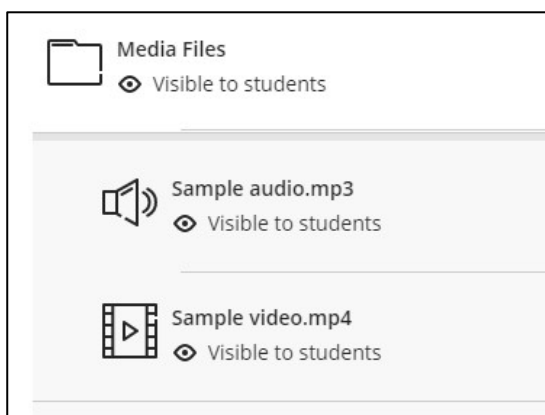 Media Files
Visible to students
Sample audio.mp3
Visible to students
Sample video.mp4
Visible to students